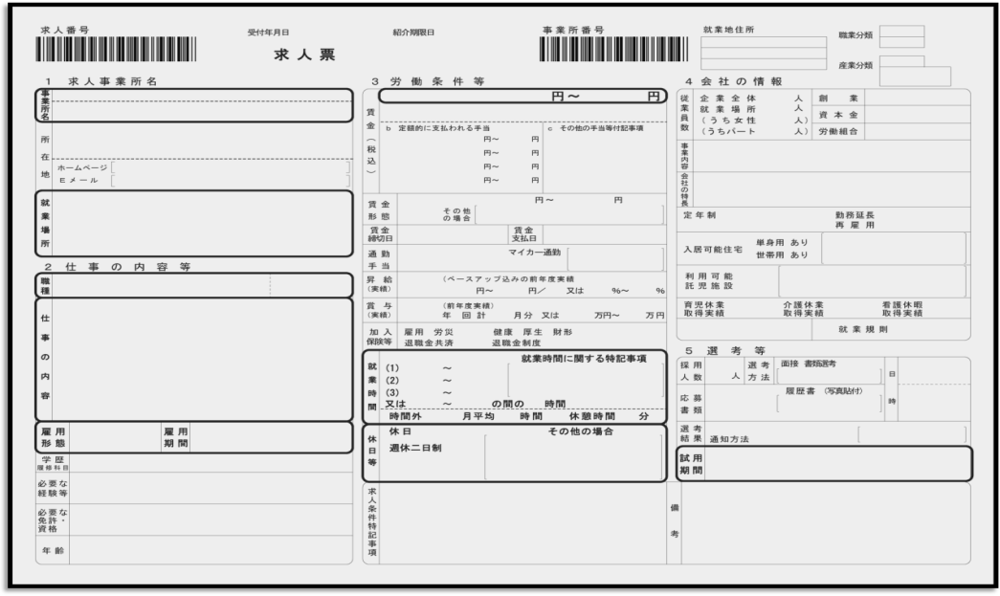 求人番号
受付年月日
紹介期限日
事業所番号
求人票
就業地住所
職業分類
産業分類
1 求人事業所名
事業所名
所在地
ホームページ
Eメール
就業場所
2 仕事の内容等
職種
仕事の内容
雇用形態
雇用期間
学歴
履修科目
必要な経験等
必要な免許・資格
年齢
3 労働条件等
賃金(税込)
円～ 円
b 定額的に支払われる手当
c その他の手当等付記事項
円～ 円
円～ 円
円～ 円
円～ 円
賃金形態
円～ 円
その他の場合
賃金締切日
賃金支払日
通勤手当
マイカー通勤
昇給(実績)
(ベースアップ込みの前年度実績
円～ 円/ 又は %～ %
賞与(実績)
(前年度実績)
年 回計 月分 又は 万円～ 万円
加入保険等
雇用 労災 健康 厚生 財形
退職金共済 退職金制度
就業時間
就業時間に関する特記事項
(1) ～
(2) ～
(3) ～
又は ～ の間の 時間
時間外 月平均 時間 休憩時間 分
休日等
休日 その他の場合
週休二日制
求人条件特記事項
4 会社の情報
従業員数
企業全体 人
就業場所 人
(うち女性 人)
(うちパート 人)
創業
資本金
労働組合
事業内容
会社の特長
定年制
勤務延長
再雇用
入居可能住宅
単身用 あり
世帯用 あり
利用可能託児施設
育児休業取得実績
介護休業取得実績
看護休暇取得実績
就業規則
5 選考等
採用人数
人
選考方法
面接 書類選考
日時
応募書類
履歴書 (写真貼付)
選考結果
通知方法
試用期間
備考